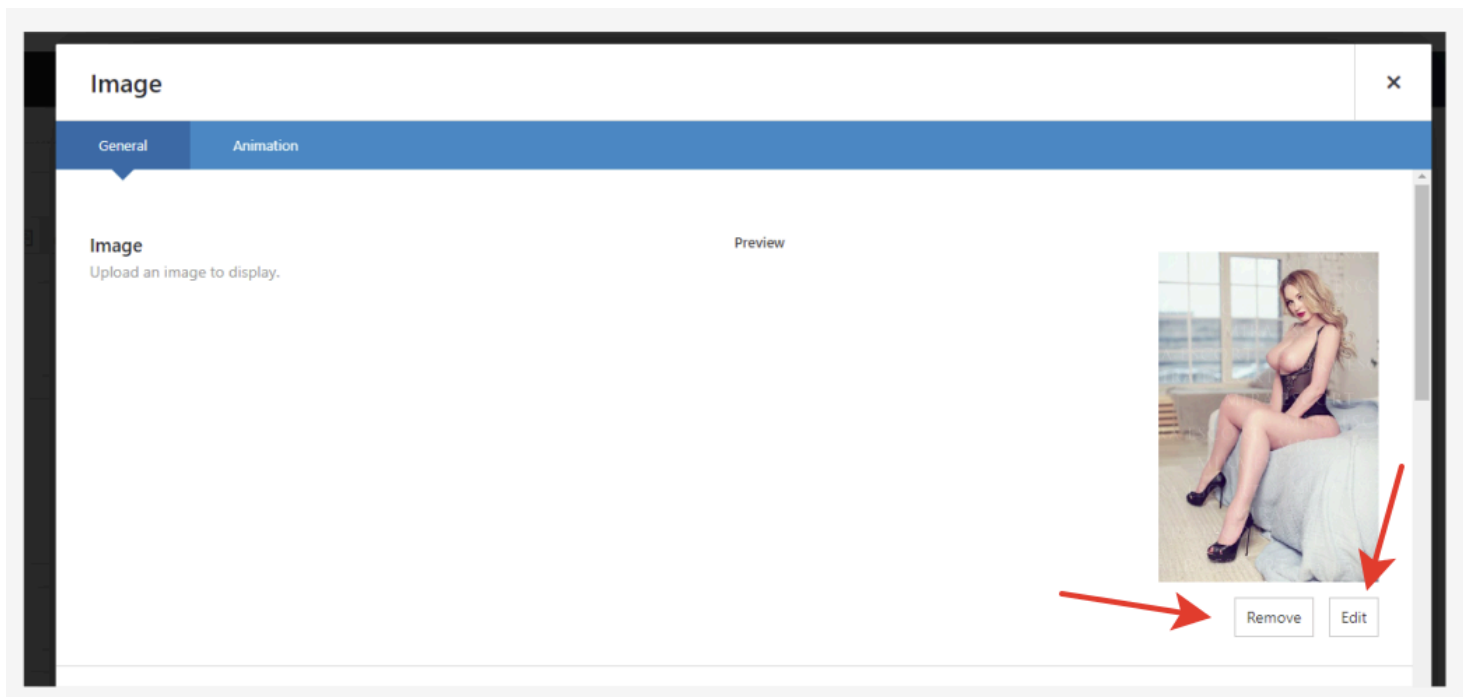 Image
×
General
Animation
Image
Upload an image to display.
Preview
Remove
Edit